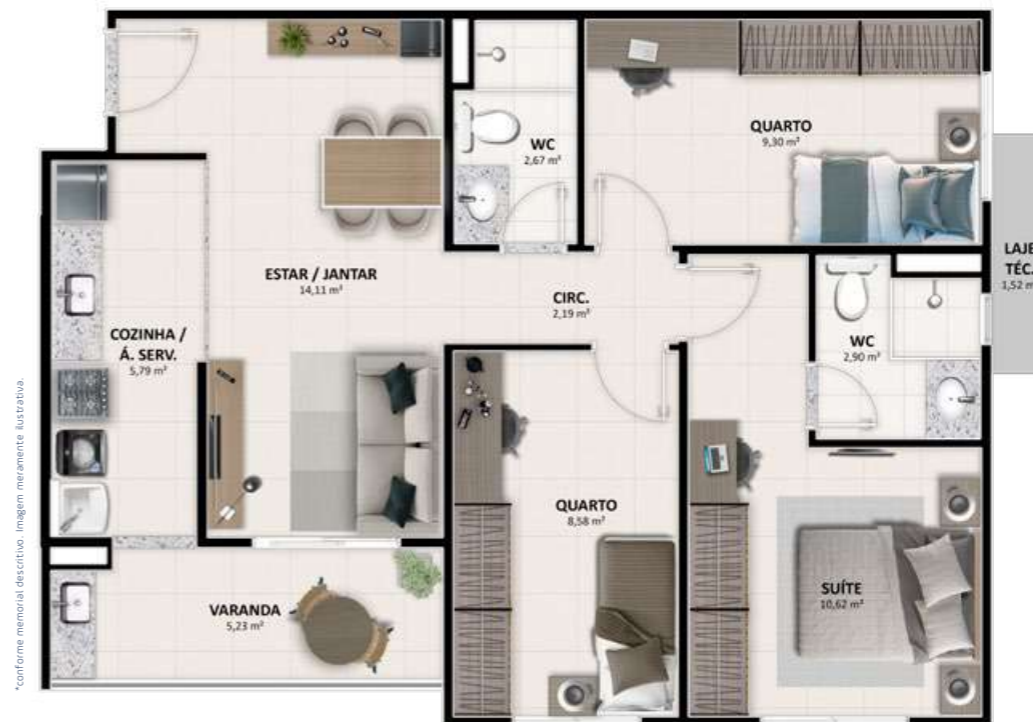 QUARTO
9,30 m²
WC
2,67 m²
LAJE
TÉC.
1,52 m
ESTAR / JANTAR
14,11 m²
CIRC.
2,19 m²
COZINHA /
Á. SERV.
5,79 m²
WC
2,90 m²
QUARTO
8,58 m²
SUÍTE
10,62 m²
VARANDA
5,23 m²
*conforme memorial descritivo. Imagem meramente ilustrativa.